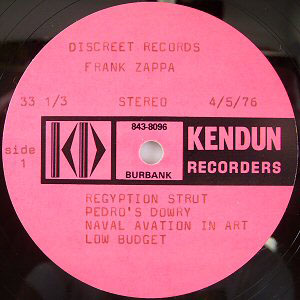 DISCREET RECORDS
FRANK ZAPPA
33 1/3 STEREO 4/5/76
843-8096
KENDUN
side
1
RECORDERS
BURBANK
REGYPTION STRUT
PEDRO'S DOWRY
NAVAL AVATION IN ART
LOW BUDGET